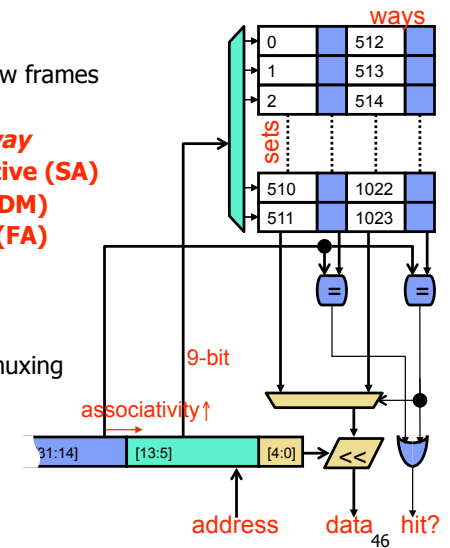 ways
0 512
w frames
1 513
2 514
way
sets
tive (SA)
DM)
510 1022
(FA)
511 1023
= =
9-bit
nuxing
associativity↑
31:14] [13:5] [4:0] <<
address data hit?
46